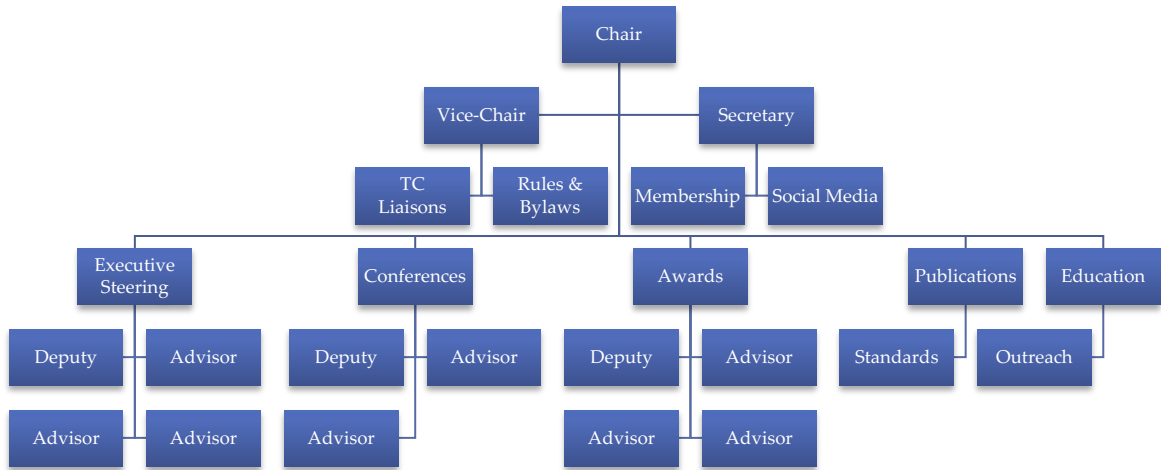 Chair
Vice-Chair
Secretary
TC
Liaisons
Rules &
Bylaws
Membership
Social Media
Executive
Steering
Conferences
Awards
Publications
Education
Deputy
Advisor
Deputy
Advisor
Deputy
Advisor
Standards
Outreach
Advisor
Advisor
Advisor
Advisor
Advisor